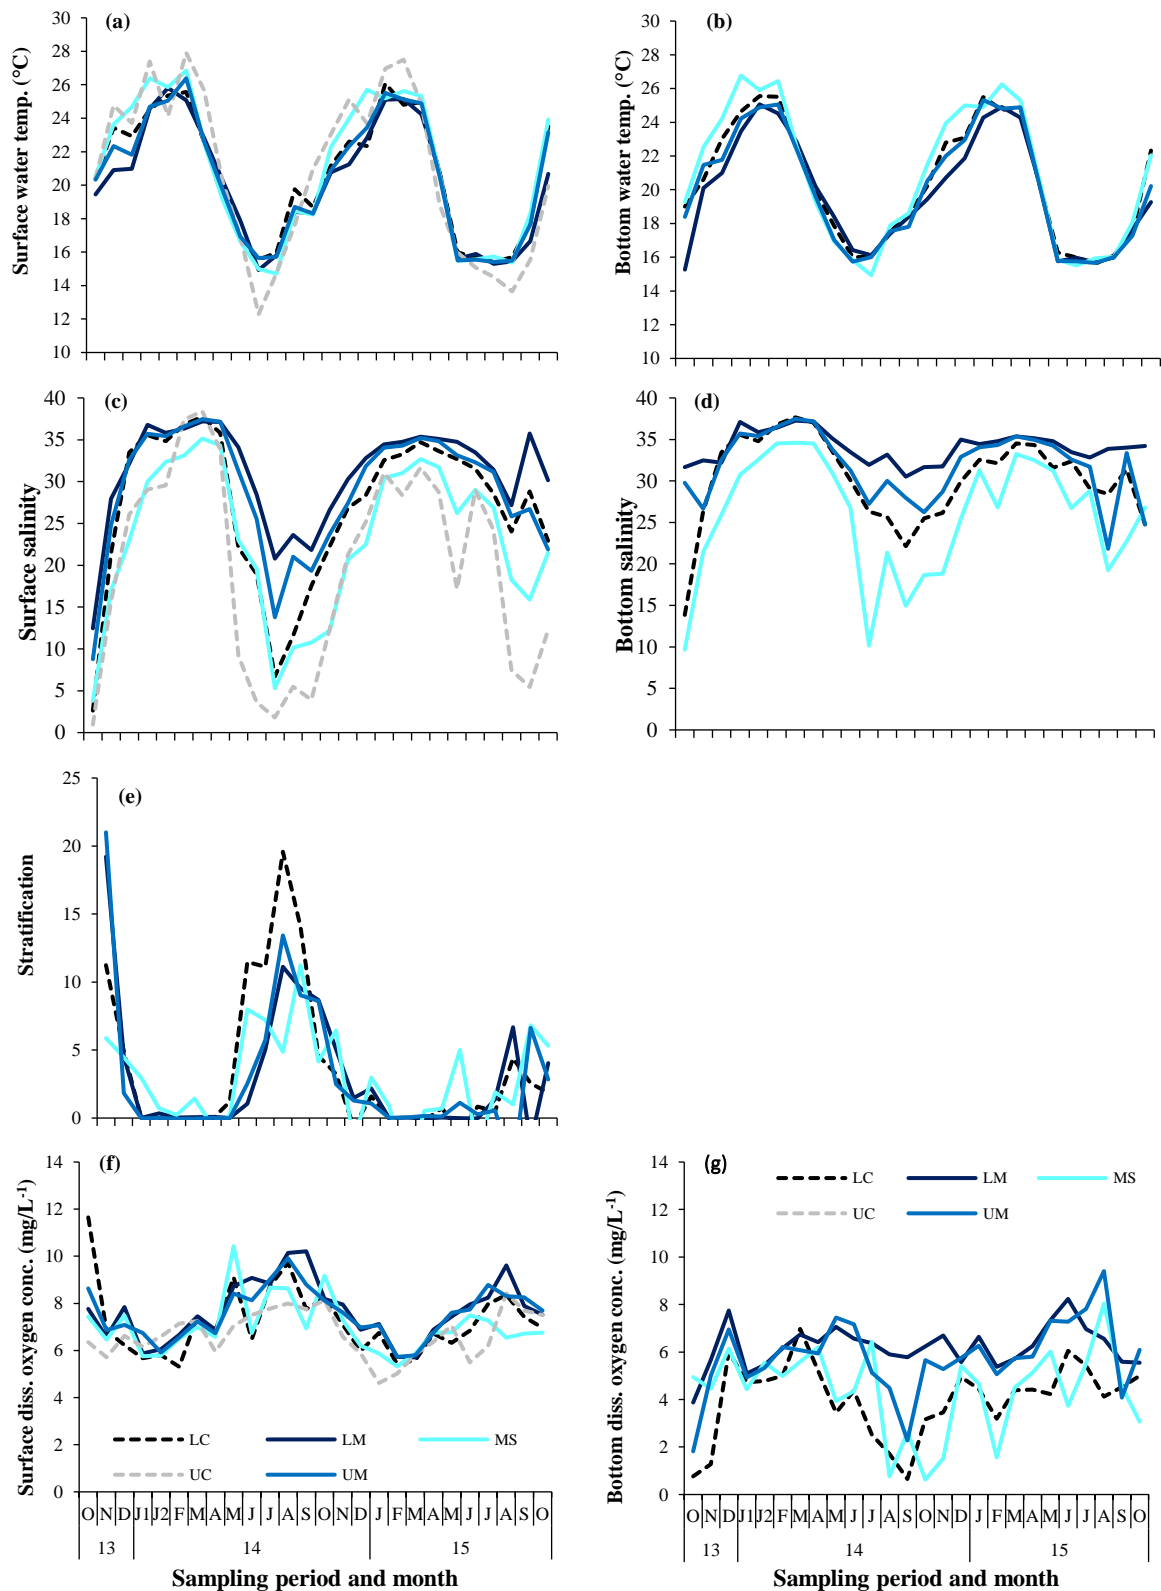 (a)
Surface water temp. (°C)
30
28
26
24
22
20
18
16
14
12
10
(b)
Bottom water temp. (°C)
30
28
26
24
22
20
18
16
14
12
10
(c)
Surface salinity
40
35
30
25
20
15
10
5
0
(d)
Bottom salinity
40
35
30
25
20
15
10
5
0
(e)
Stratification
25
20
15
10
5
0
(f)
Surface diss. oxygen conc. (mg/L⁻¹)
14
12
10
8
6
4
2
0
LC LM MS
UC UM
O N D J1 J2 F M A M J J A S O N D J F M A M J J A S O
13 14 15
Sampling period and month
(g)
Bottom diss. oxygen conc. (mg/L⁻¹)
14
12
10
8
6
4
2
0
LC LM MS
UC UM
O N D J1 J2 F M A M J J A S O N D J F M A M J J A S O
13 14 15
Sampling period and month